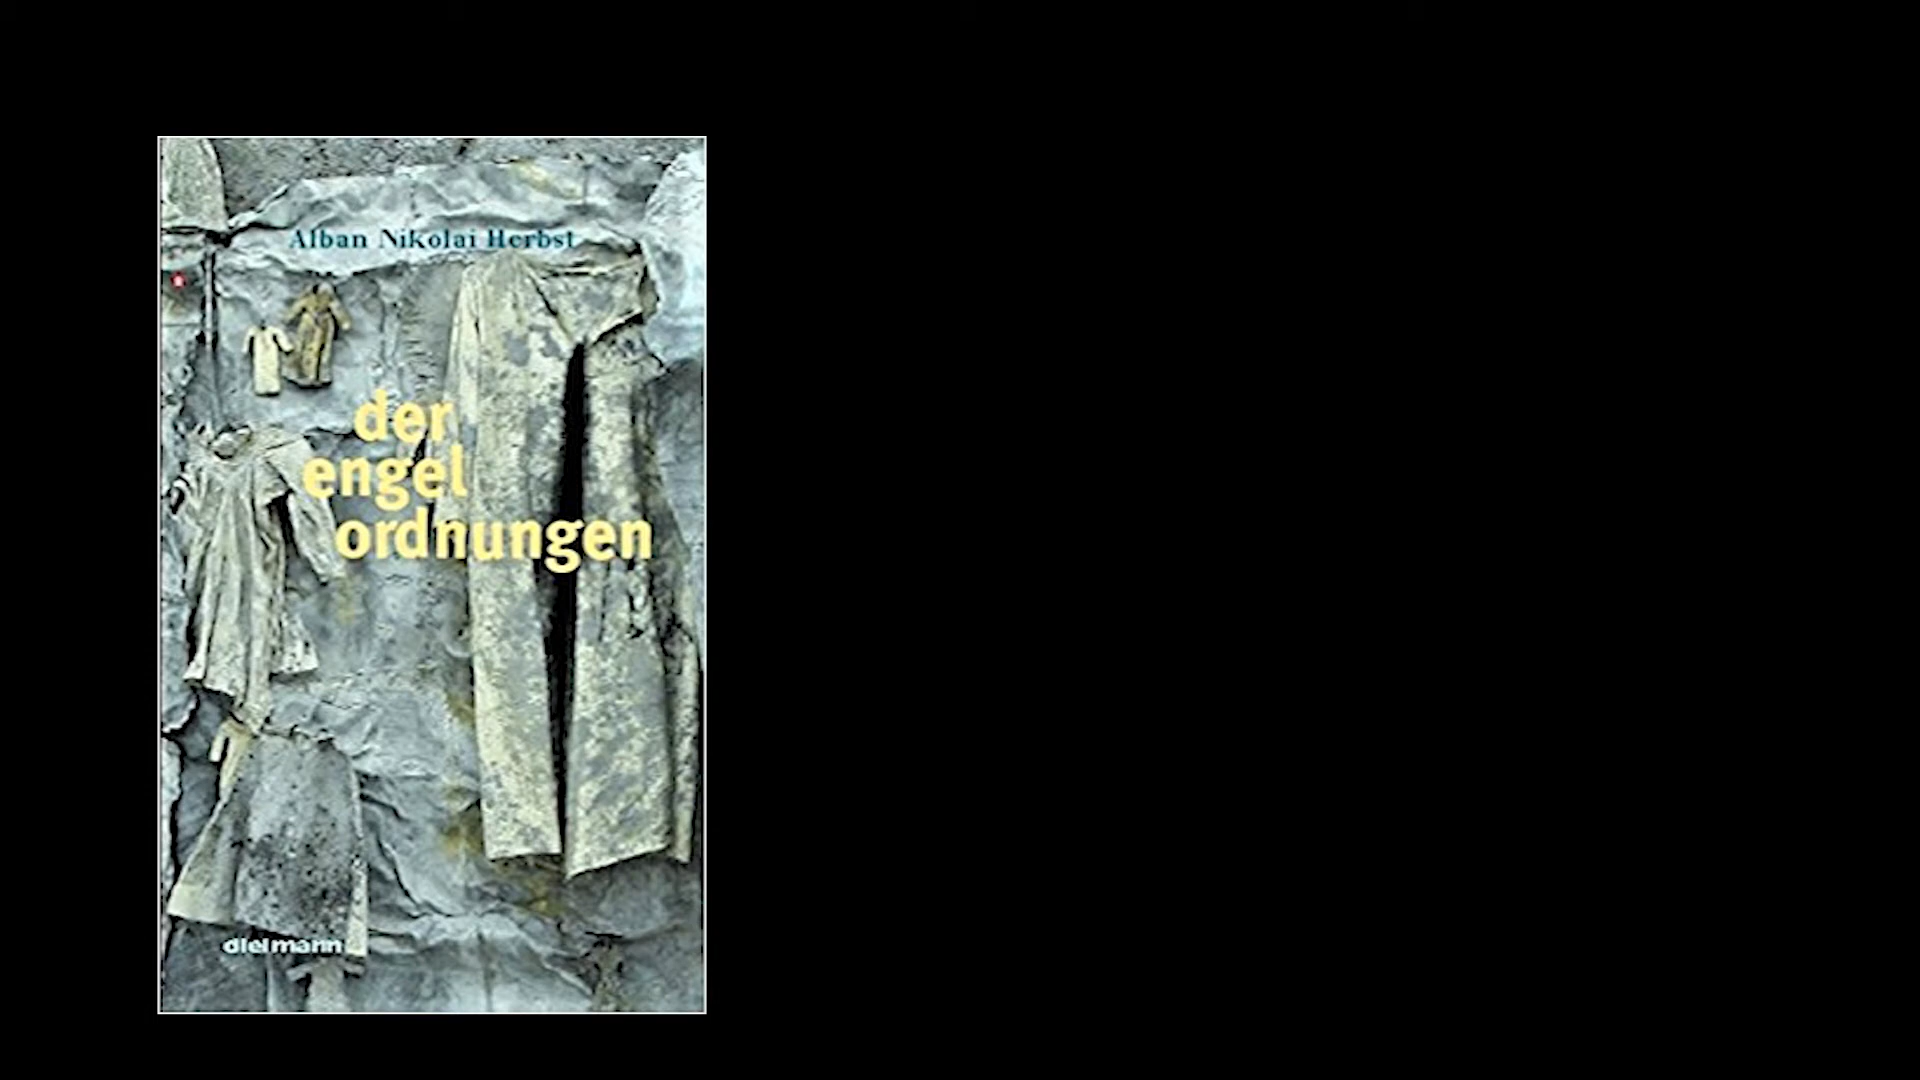 Alban Nikolai Herbst
der
engel
ordnungen
dielmann